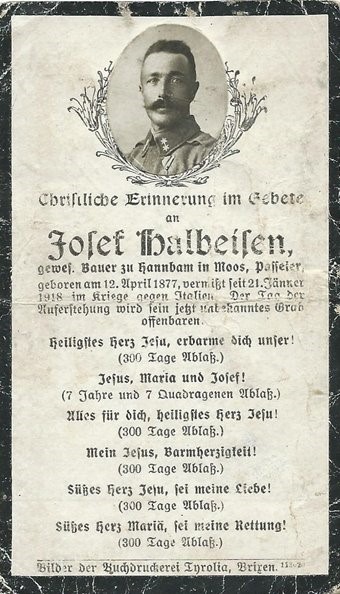 Christliche Erinnerung im Gebete
an
Josef Halbeisen,
gewes. Bauer zu Hannbam in Moos, Passeier,
geboren am 12. April 1877, vermißt seit 21. Jänner
1918 im Kriege gegen Italien. Der Tag der
Auferstehung wird sein jetzt unbekanntes Grab
offenbaren.
Heiligstes Herz Jesu, erbarme dich unser!
(300 Tage Ablaß.)
Jesus, Maria und Josef!
(7 Jahre und 7 Quadragenen Ablaß.)
Alles für dich, heiligstes Herz Jesu!
(300 Tage Ablaß.)
Mein Jesus, Barmherzigkeit!
(300 Tage Ablaß.)
Süßes Herz Jesu, sei meine Liebe!
(300 Tage Ablaß.)
Süßes Herz Mariä, sei meine Rettung!
(300 Tage Ablaß.)
Bilder der Buchdruckerei Tyrolia, Brixen.